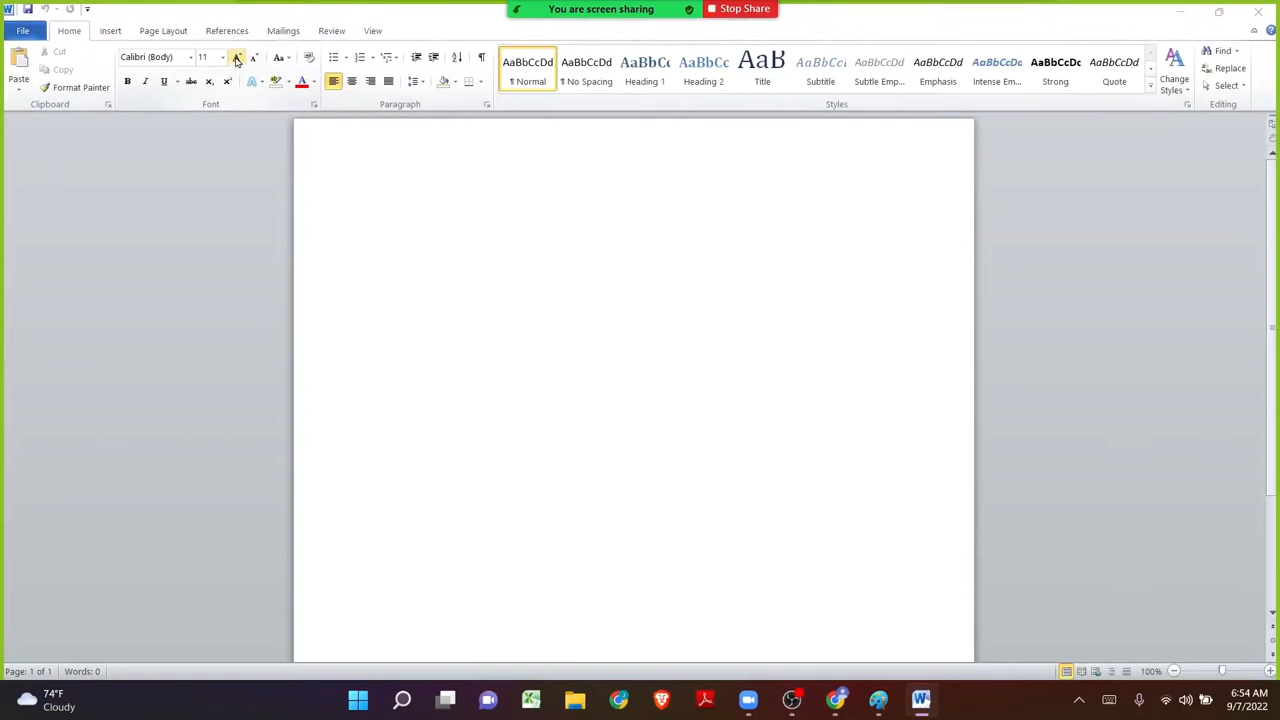 You are screen sharing Stop Share
File Home Insert Page Layout References Mailings Review View
Cut
Copy
Paste
Format Painter
Clipboard
Calibri (Body) 11
Font
Paragraph
AaBbCcDd AaBbCcDd AaBbCc AaBbCc AaB AaBbCcI AaBbCcDd AaBbCcDd AaBbCcDd AaBbCcDc AaBbCcDd
¶ Normal ¶ No Spacing Heading 1 Heading 2 Title Subtitle Subtle Emp... Emphasis Intense Em... Strong Quote
Styles
Change
Styles
Find
Replace
Select
Editing
Page: 1 of 1 Words: 0
100%
74°F
Cloudy
6:54 AM
9/7/2022